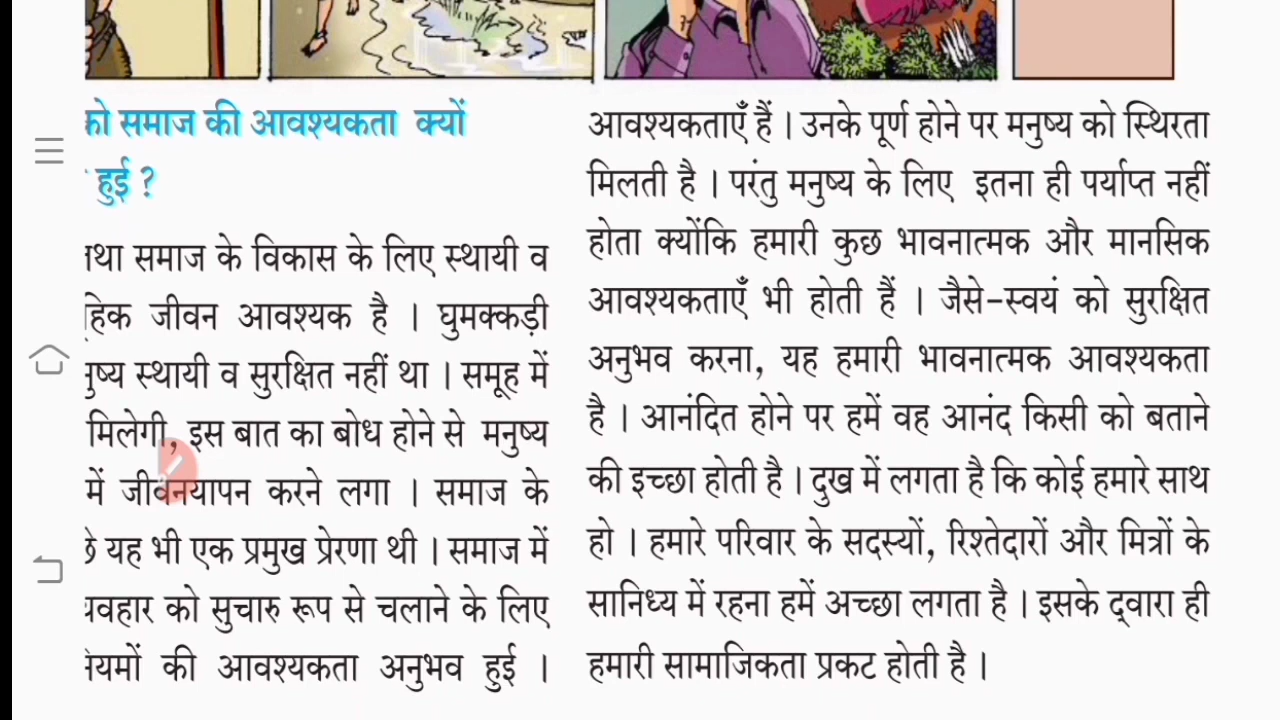 को समाज की आवश्यकता क्यों
हुई ?
समाज के विकास के लिए स्थायी व
जीवन आवश्यक है । घुमक्कड़ी
स्थायी व सुरक्षित नहीं था । समूह में
मिलेगी, इस बात का बोध होने से मनुष्य
में जीवनयापन करने लगा । समाज के
यह भी एक प्रमुख प्रेरणा थी । समाज में
को सुचारु रूप से चलाने के लिए
की आवश्यकता अनुभव हुई ।
आवश्यकताएँ हैं । उनके पूर्ण होने पर मनुष्य को स्थिरता
मिलती है । परंतु मनुष्य के लिए इतना ही पर्याप्त नहीं
होता क्योंकि हमारी कुछ भावनात्मक और मानसिक
आवश्यकताएँ भी होती हैं । जैसे-स्वयं को सुरक्षित
अनुभव करना, यह हमारी भावनात्मक आवश्यकता
है । आनंदित होने पर हमें वह आनंद किसी को बताने
की इच्छा होती है । दुख में लगता है कि कोई हमारे साथ
हो । हमारे परिवार के सदस्यों, रिश्तेदारों और मित्रों के
सानिध्य में रहना हमें अच्छा लगता है । इसके द्‌वारा ही
हमारी सामाजिकता प्रकट होती है ।